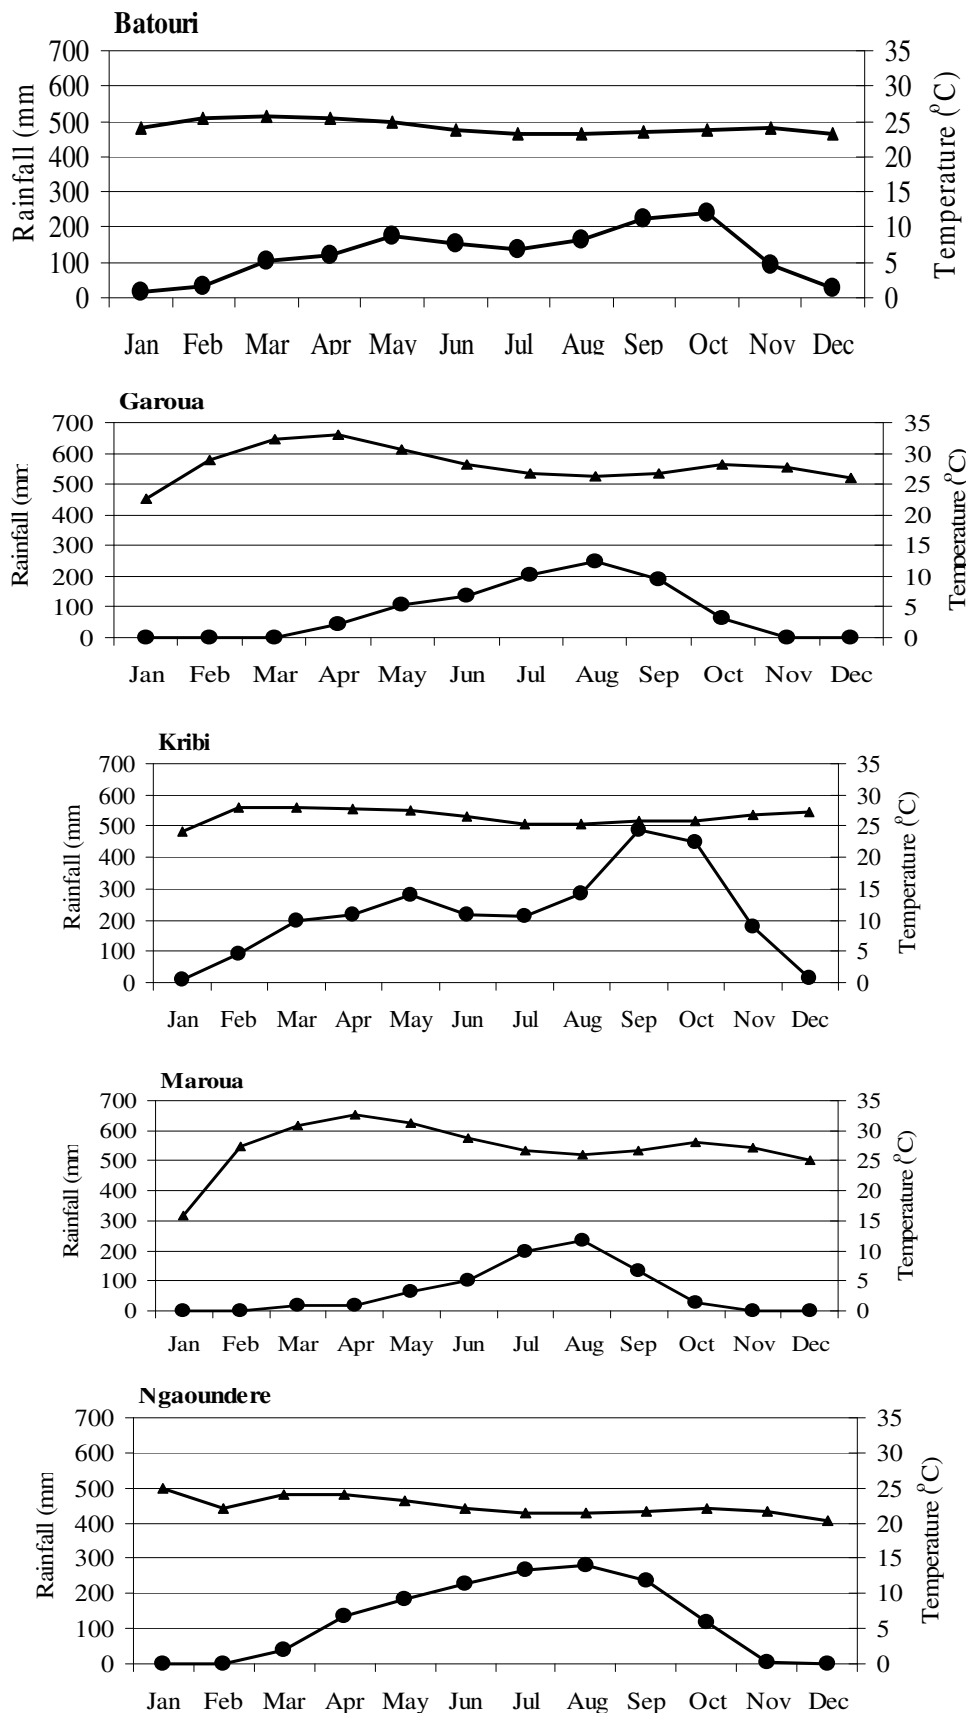 Batouri
700 35
600 30
500 25
400 20
300 15
200 10
100 5
0 0
Rainfall (mm
Temperature (°C)
Jan Feb Mar Apr May Jun Jul Aug Sep Oct Nov Dec
Garoua
700 35
600 30
500 25
400 20
300 15
200 10
100 5
0 0
Rainfall (mm
Temperature (°C)
Jan Feb Mar Apr May Jun Jul Aug Sep Oct Nov Dec
Kribi
700 35
600 30
500 25
400 20
300 15
200 10
100 5
0 0
Rainfall (mm
Temperature (°C)
Jan Feb Mar Apr May Jun Jul Aug Sep Oct Nov Dec
Maroua
700 35
600 30
500 25
400 20
300 15
200 10
100 5
0 0
Rainfall (mm
Temperature (°C)
Jan Feb Mar Apr May Jun Jul Aug Sep Oct Nov Dec
Ngaoundere
700 35
600 30
500 25
400 20
300 15
200 10
100 5
0 0
Rainfall (mm
Temperature (°C)
Jan Feb Mar Apr May Jun Jul Aug Sep Oct Nov Dec